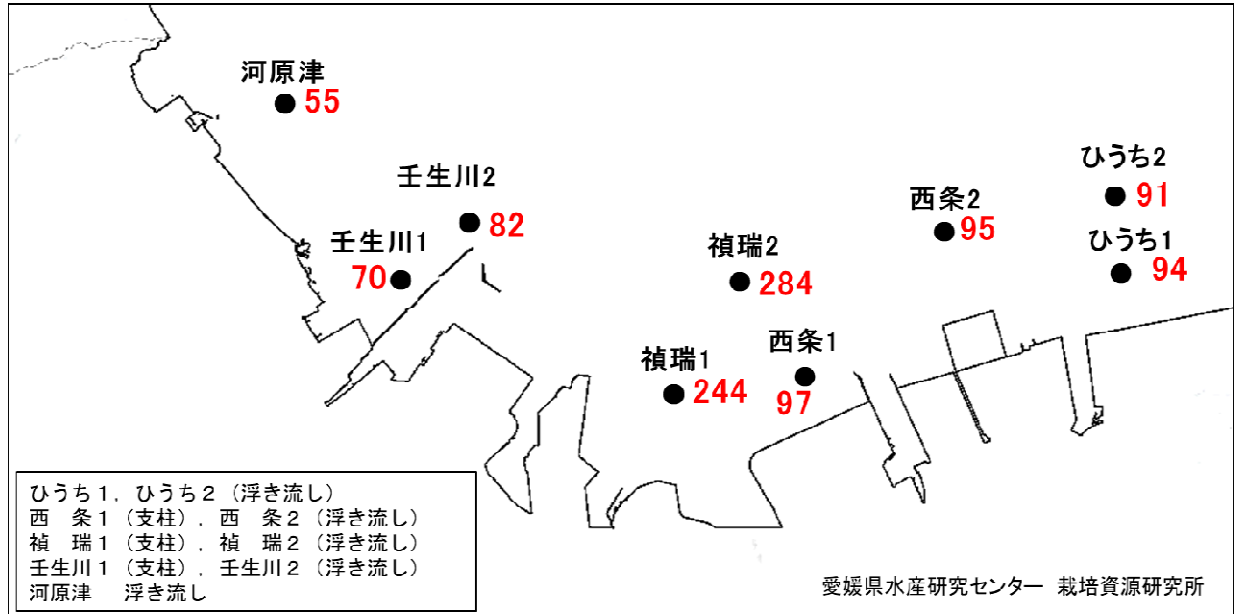 河原津
55
ひうち2
91
壬生川2
82
西条2
95
壬生川1
70
禎瑞2
284
ひうち1
94
禎瑞1
244
西条1
97
ひうち1，ひうち2（浮き流し）
西　条1（支柱），西　条2（浮き流し）
禎　瑞1（支柱），禎　瑞2（浮き流し）
壬生川1（支柱），壬生川2（浮き流し）
河原津　浮き流し
愛媛県水産研究センター 栽培資源研究所